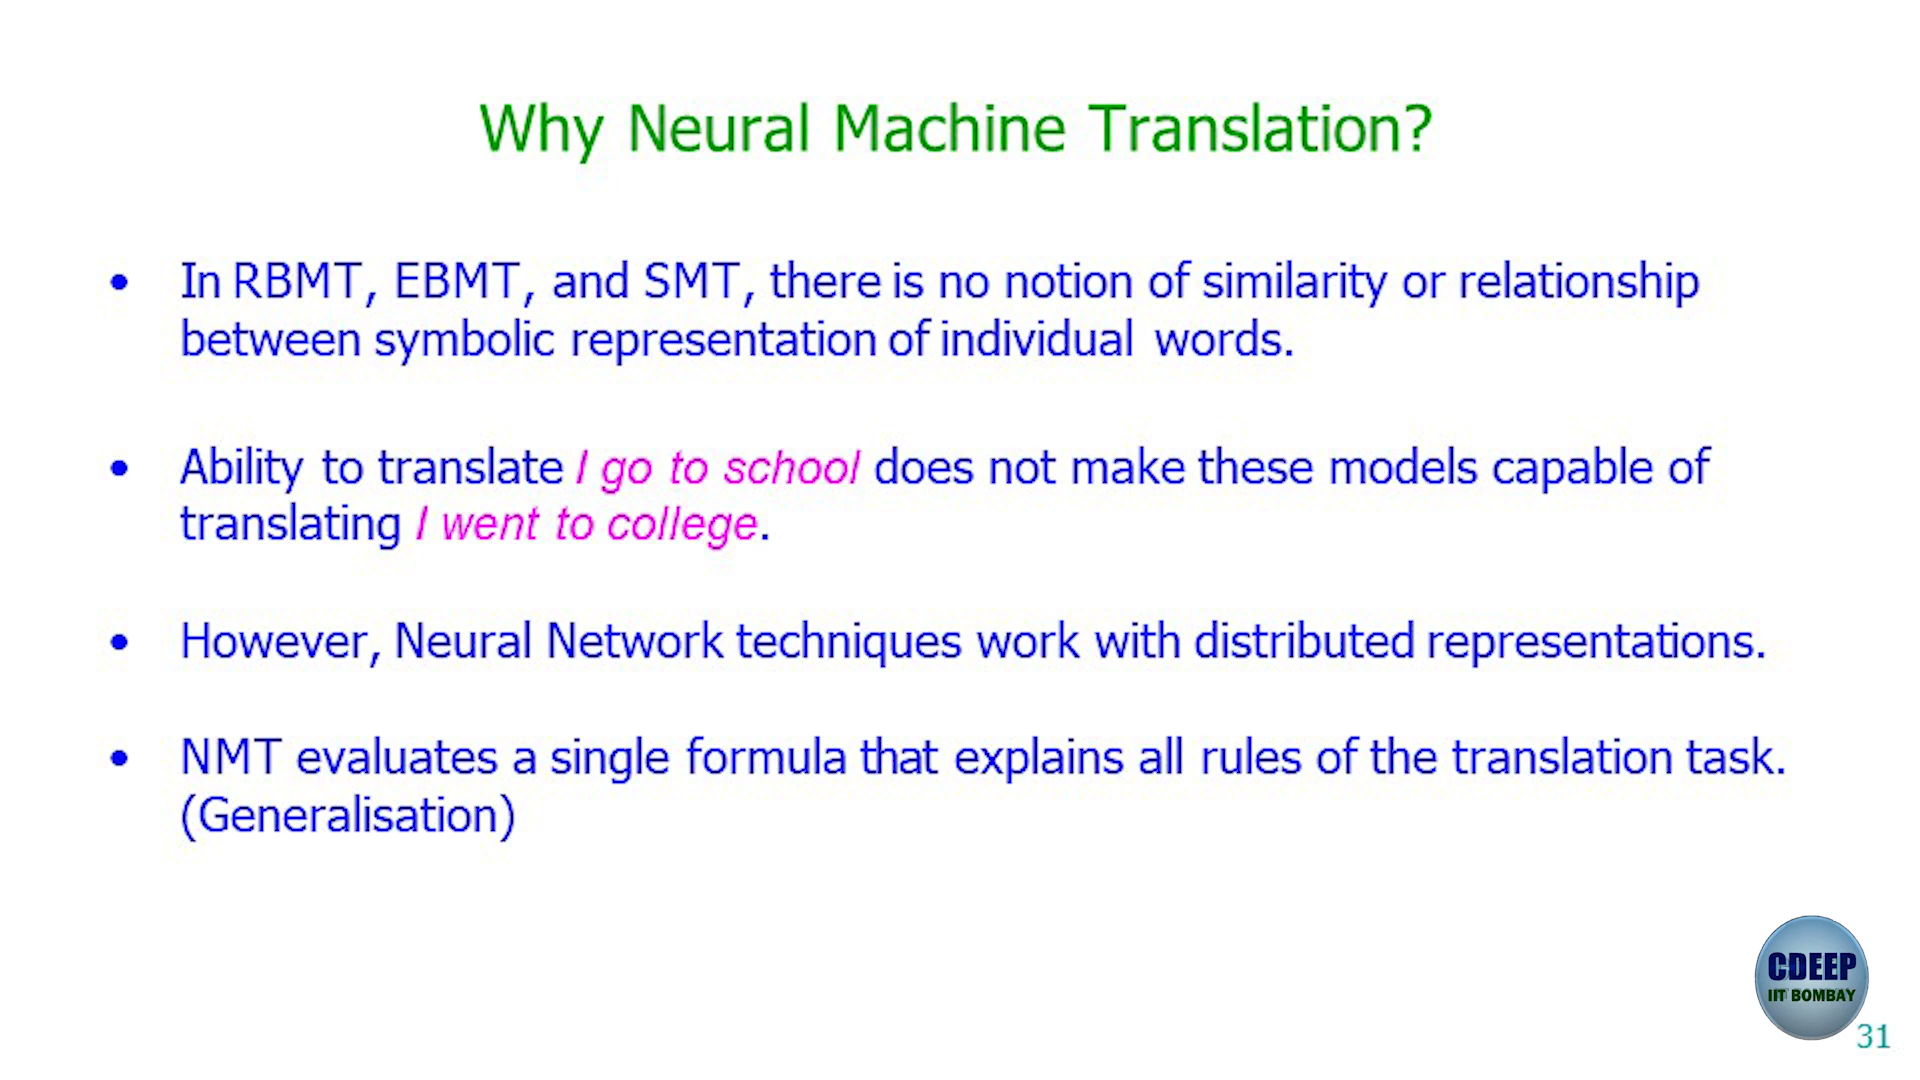 Why Neural Machine Translation?
• In RBMT, EBMT, and SMT, there is no notion of similarity or relationship
between symbolic representation of individual words.
• Ability to translate I go to school does not make these models capable of
translating I went to college.
• However, Neural Network techniques work with distributed representations.
• NMT evaluates a single formula that explains all rules of the translation task.
(Generalisation)
CDEEP
IIT BOMBAY
31